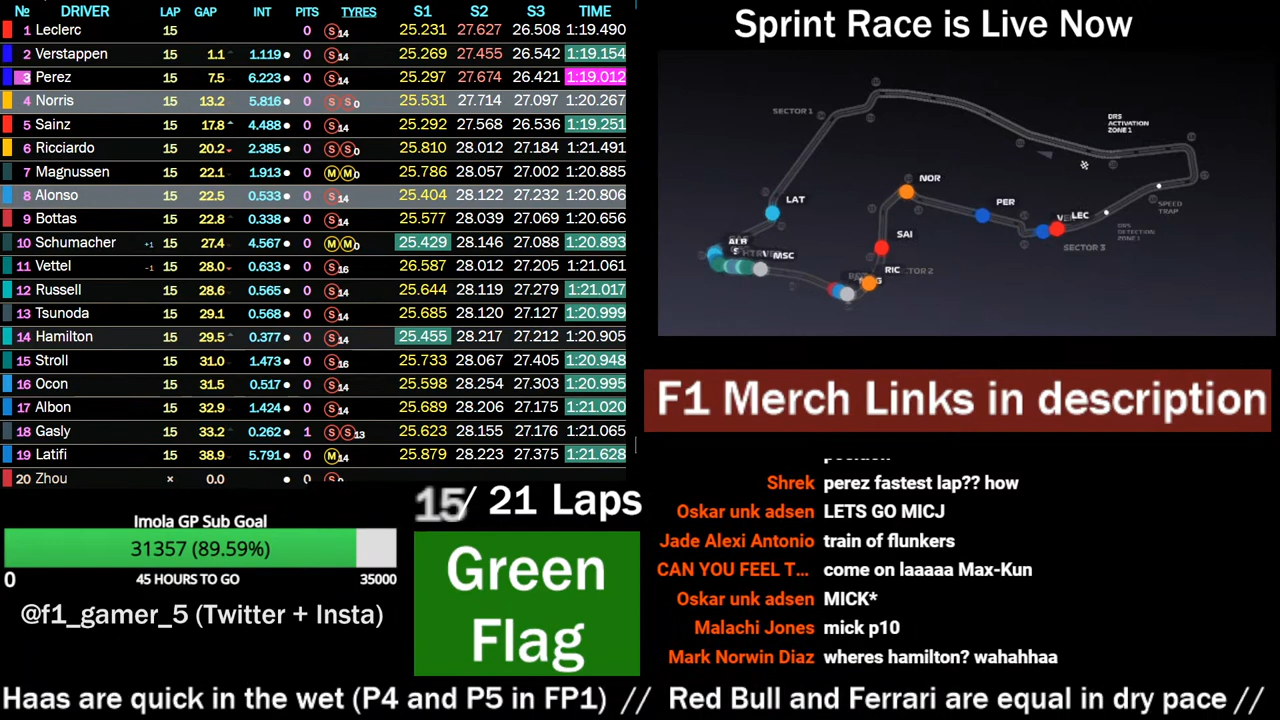 № DRIVER LAP GAP INT PITS TYRES S1 S2 S3 TIME
1 Leclerc 15 0 S 14 25.231 27.627 26.508 1:19.490
2 Verstappen 15 1.1 1.119 0 S 14 25.269 27.455 26.542 1:19.154
3 Perez 15 7.5 6.223 0 S 14 25.297 27.674 26.421 1:19.012
4 Norris 15 13.2 5.816 0 S S 0 25.531 27.714 27.097 1:20.267
5 Sainz 15 17.8 4.488 0 S 14 25.292 27.568 26.536 1:19.251
6 Ricciardo 15 20.2 2.385 0 S S 0 25.810 28.012 27.184 1:21.491
7 Magnussen 15 22.1 1.913 0 M M 0 25.786 28.057 27.002 1:20.885
8 Alonso 15 22.5 0.533 0 S 14 25.404 28.122 27.232 1:20.806
9 Bottas 15 22.8 0.338 0 S 14 25.577 28.039 27.069 1:20.656
10 Schumacher +1 15 27.4 4.567 0 M M 0 25.429 28.146 27.088 1:20.893
11 Vettel -1 15 28.0 0.633 0 S 16 26.587 28.012 27.205 1:21.061
12 Russell 15 28.6 0.565 0 S 14 25.644 28.119 27.279 1:21.017
13 Tsunoda 15 29.1 0.568 0 S 14 25.685 28.120 27.127 1:20.999
14 Hamilton 15 29.5 0.377 0 S 14 25.455 28.217 27.212 1:20.905
15 Stroll 15 31.0 1.473 0 S 16 25.733 28.067 27.405 1:20.948
16 Ocon 15 31.5 0.517 0 S 14 25.598 28.254 27.303 1:20.995
17 Albon 15 32.9 1.424 0 S 14 25.689 28.206 27.175 1:21.020
18 Gasly 15 33.2 0.262 1 S S 13 25.623 28.155 27.176 1:21.065
19 Latifi 15 38.9 5.791 0 M 14 25.879 28.223 27.375 1:21.628
20 Zhou × 0.0 0 S 0
Imola GP Sub Goal
31357 (89.59%)
0 45 HOURS TO GO 35000
@f1_gamer_5 (Twitter + Insta)
15/ 21 Laps
Green
Flag
Sprint Race is Live Now
SECTOR 1
DRS
ACTIVATION
ZONE 1
NOR
LAT
PER
LEC
SPEED
TRAP
SAI
DRS
DETECTION
ZONE 1
SECTOR 3
ALB
MSC
RIC
F1 Merch Links in description
Shrek perez fastest lap?? how
Oskar unk adsen LETS GO MICJ
Jade Alexi Antonio train of flunkers
CAN YOU FEEL T... come on laaaaa Max-Kun
Oskar unk adsen MICK*
Malachi Jones mick p10
Mark Norwin Diaz wheres hamilton? wahahhaa
Haas are quick in the wet (P4 and P5 in FP1) // Red Bull and Ferrari are equal in dry pace //